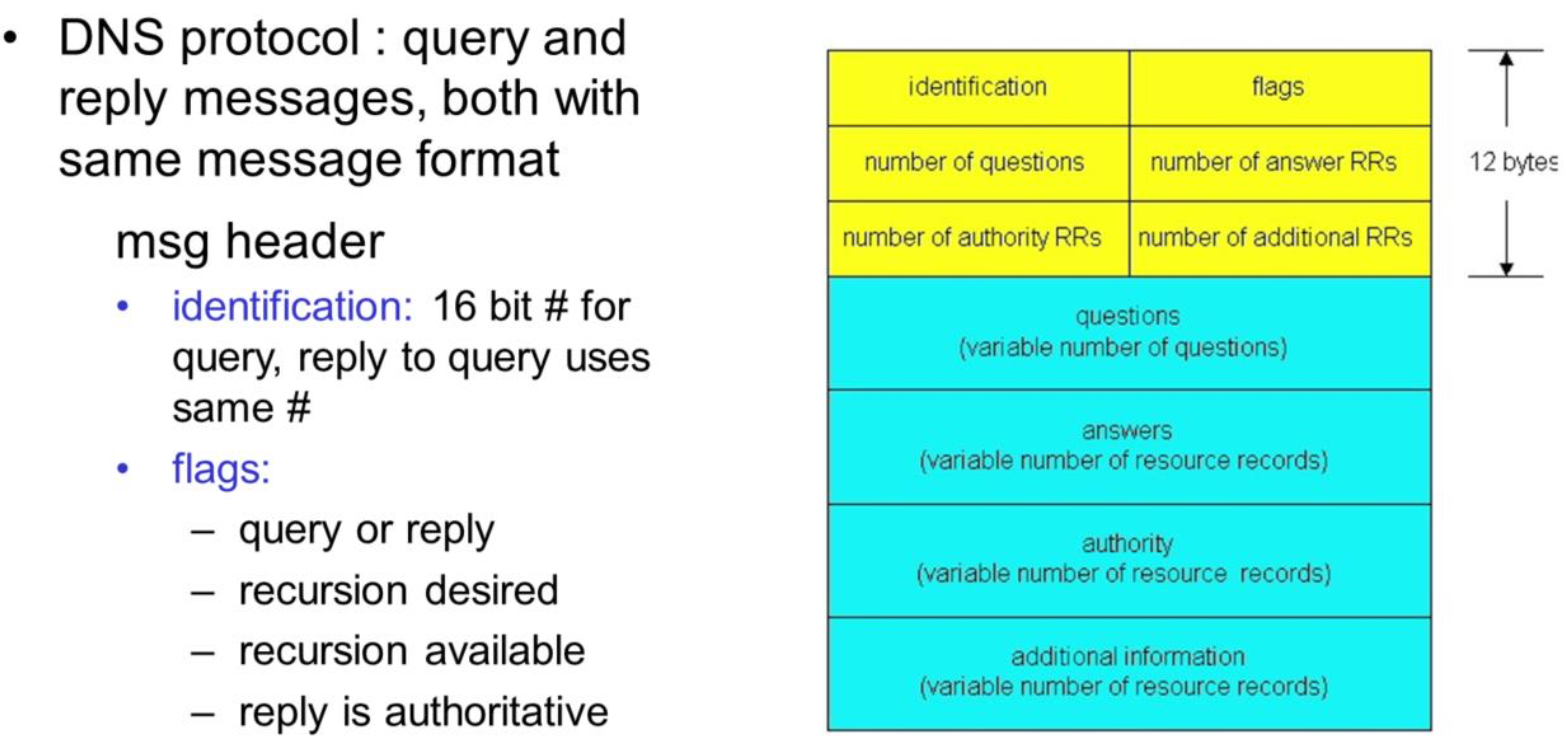 • DNS protocol : query and
reply messages, both with
same message format
msg header
• identification: 16 bit # for
query, reply to query uses
same #
• flags:
– query or reply
– recursion desired
– recursion available
– reply is authoritative
identification
flags
number of questions
number of answer RRs
number of authority RRs
number of additional RRs
12 bytes
questions
(variable number of questions)
answers
(variable number of resource records)
authority
(variable number of resource records)
additional information
(variable number of resource records)